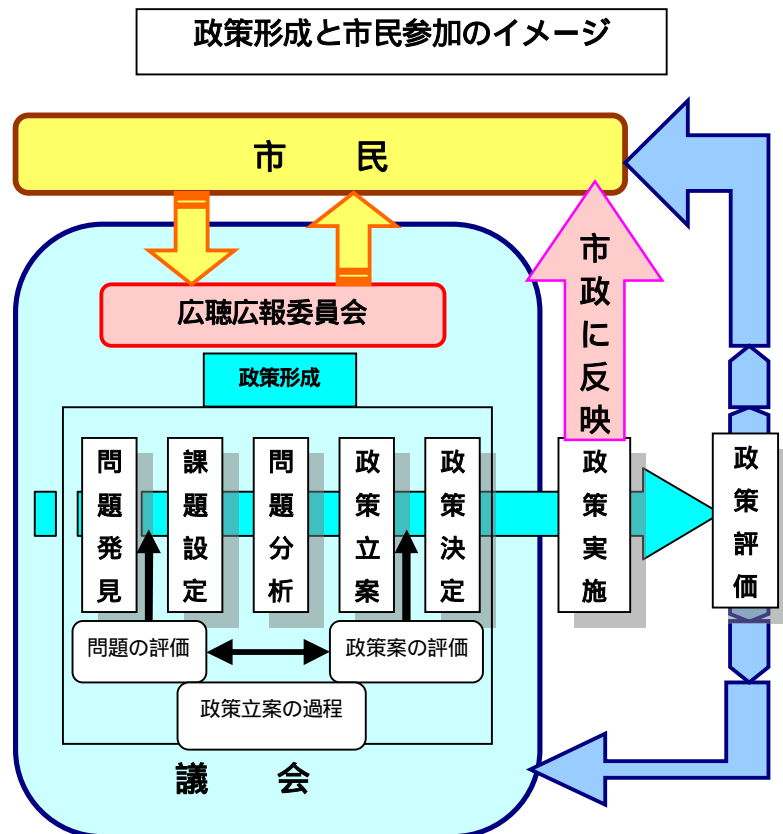 政策形成と市民参加のイメージ
市　　民
広聴広報委員会
市政に反映
政策形成
問題発見
課題設定
問題分析
政策立案
政策決定
政策実施
政策評価
問題の評価
政策案の評価
政策立案の過程
議　　会